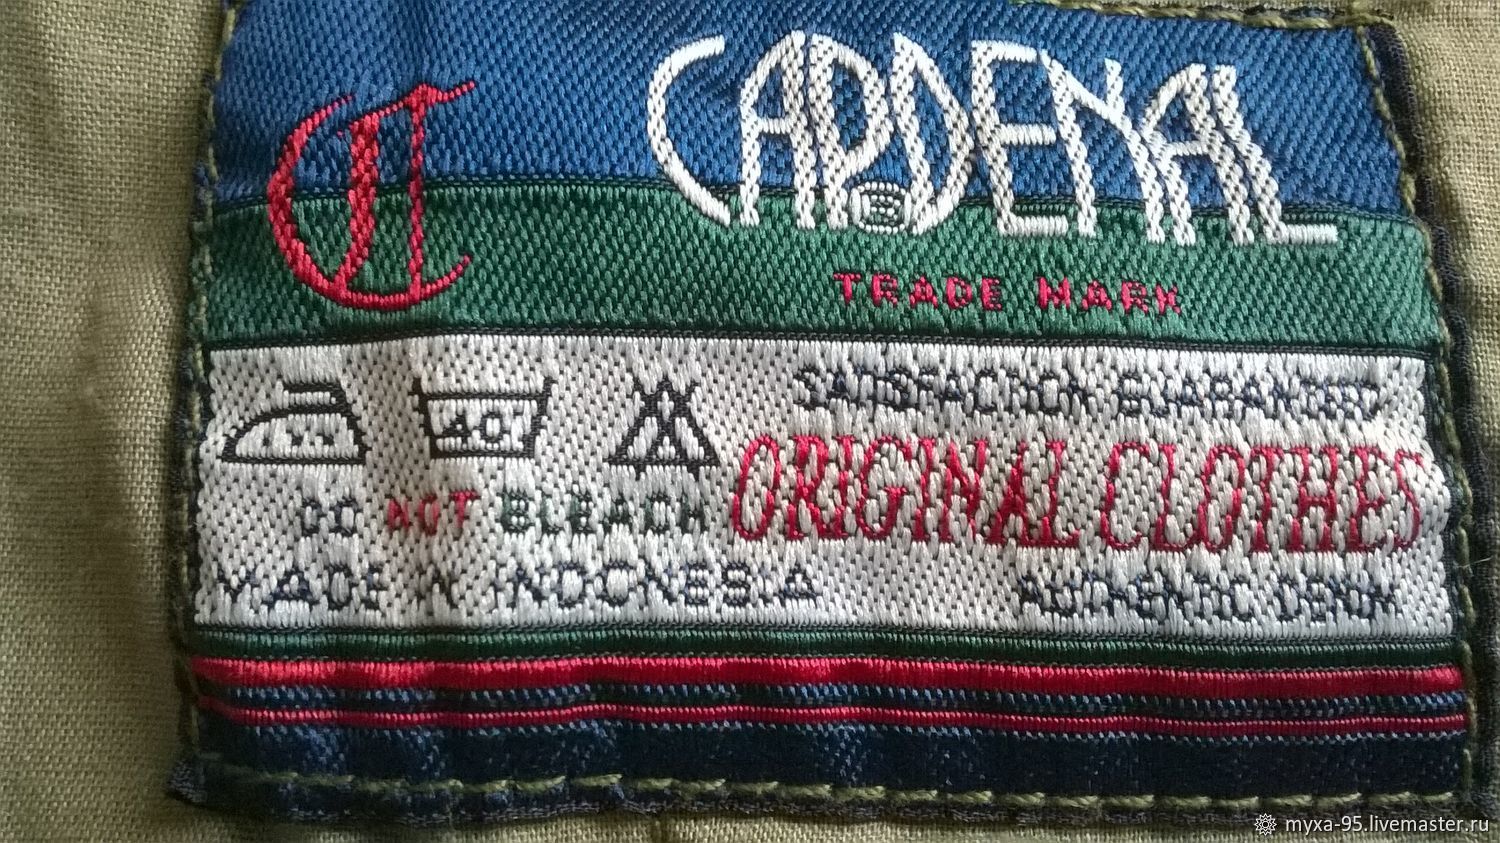 CARDENAL
TRADE MARK
40
SATISFACTION GUARANTEED
ORIGINAL CLOTHES
DO NOT BLEACH
MADE IN INDONESIA
AUTHENTIC DENIM
myxa-95.livemaster.ru